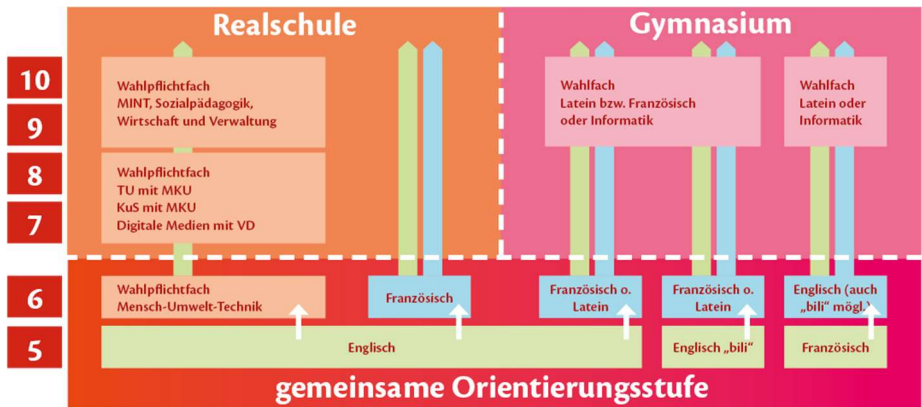 Realschule
Gymnasium
10
9
8
7
6
5
Wahlpflichtfach
MINT, Sozialpädagogik,
Wirtschaft und Verwaltung
Wahlfach
Latein bzw. Französisch
oder Informatik
Wahlfach
Latein oder
Informatik
Wahlpflichtfach
TU mit MKU
KuS mit MKU
Digitale Medien mit VD
Wahlpflichtfach
Mensch-Umwelt-Technik
Französisch
Französisch o.
Latein
Französisch o.
Latein
Englisch (auch
„bili“ mögl.)
Englisch
Englisch „bili“
Französisch
gemeinsame Orientierungsstufe